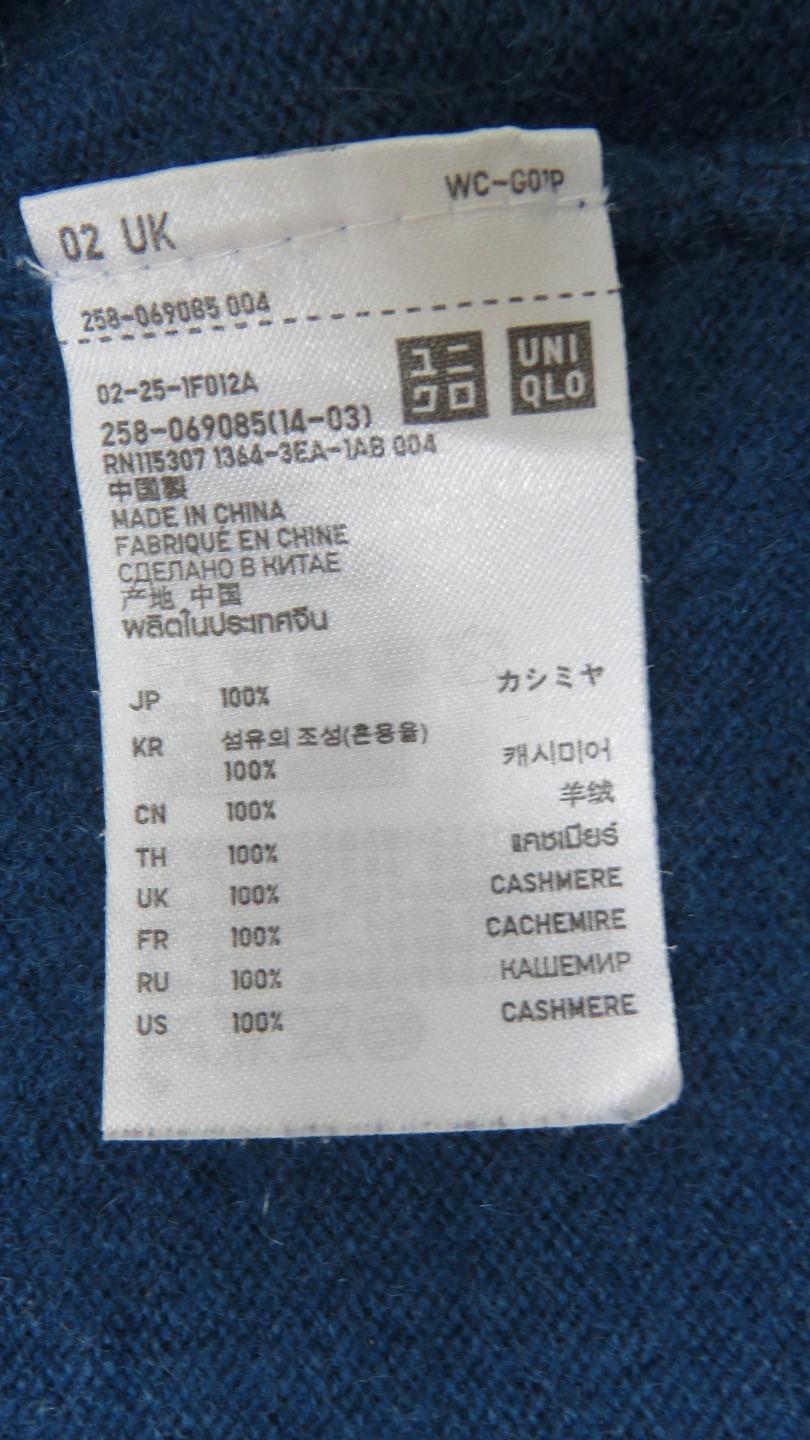 WC-G01P
02 UK
258-069085 004
ユニ
クロ
UNI
QLO
02-25-1F012A
258-069085(14-03)
RN115307 1364-3EA-1AB 004
中国製
MADE IN CHINA
FABRIQUÉ EN CHINE
СДЕЛАНО В КИТАЕ
产地 中国
ผลิตในประเทศจีน
JP 100% カシミヤ
KR 섬유의 조성(혼용율)
100% 캐시미어
CN 100% 羊绒
TH 100% แคชเมียร์
UK 100% CASHMERE
FR 100% CACHEMIRE
RU 100% КАШЕМИР
US 100% CASHMERE